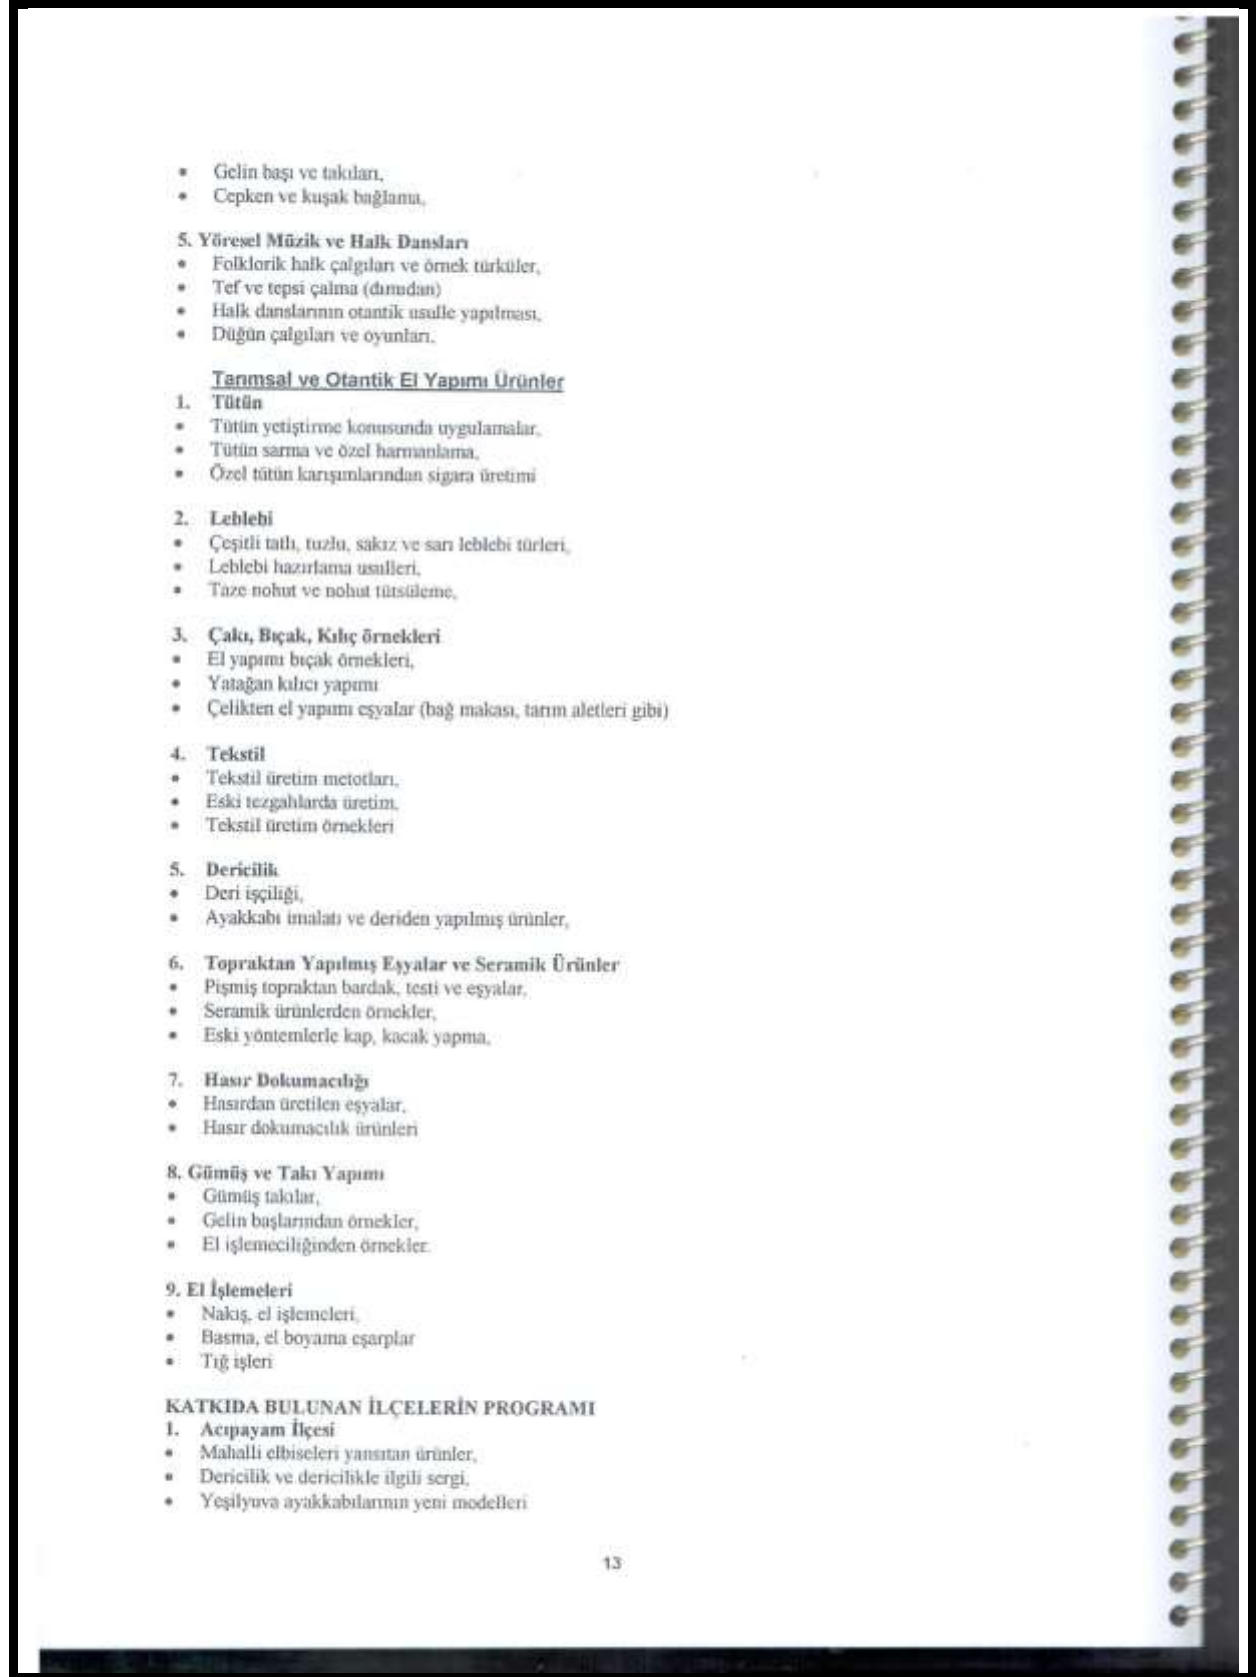 • Gelin başı ve takıları,
• Cepken ve kuşak bağlama,
5. Yöresel Müzik ve Halk Dansları
• Folklorik halk çalgıları ve örnek türküler,
• Tef ve tepsi çalma (dımıdan)
• Halk danslarının otantik usulle yapılması,
• Düğün çalgıları ve oyunları.
Tarımsal ve Otantik El Yapımı Ürünler
1. Tütün
• Tütün yetiştirme konusunda uygulamalar,
• Tütün sarma ve özel harmanlama,
• Özel tütün karışımlarından sigara üretimi
2. Leblebi
• Çeşitli tatlı, tuzlu, sakız ve sarı leblebi türleri,
• Leblebi hazırlama usulleri,
• Taze nohut ve nohut tütsüleme,
3. Çakı, Bıçak, Kılıç örnekleri
• El yapımı bıçak örnekleri,
• Yatağan kılıcı yapımı
• Çelikten el yapımı eşyalar (bağ makası, tarım aletleri gibi)
4. Tekstil
• Tekstil üretim metotları,
• Eski tezgahlarda üretim,
• Tekstil üretim örnekleri
5. Dericilik
• Deri işçiliği,
• Ayakkabı imalatı ve deriden yapılmış ürünler,
6. Topraktan Yapılmış Eşyalar ve Seramik Ürünler
• Pişmiş topraktan bardak, testi ve eşyalar,
• Seramik ürünlerden örnekler,
• Eski yöntemlerle kap, kacak yapma,
7. Hasır Dokumacılığı
• Hasırdan üretilen eşyalar,
• Hasır dokumacılık ürünleri
8. Gümüş ve Takı Yapımı
• Gümüş takılar,
• Gelin başlarından örnekler,
• El işlemeciliğinden örnekler.
9. El İşlemeleri
• Nakış, el işlemeleri,
• Basma, el boyama eşarplar
• Tığ işleri
KATKIDA BULUNAN İLÇELERİN PROGRAMI
1. Acıpayam İlçesi
• Mahalli elbiseleri yansıtan ürünler,
• Dericilik ve dericilikle ilgili sergi,
• Yeşilyuva ayakkabılarının yeni modelleri
13